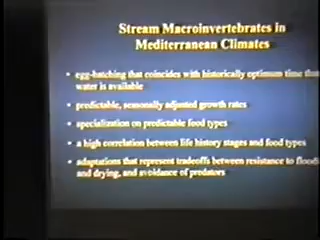 Stream Macroinvertebrates in
Mediterranean Climates
• egg-hatching that coincides with historically optimum time that
water is available
• predictable, seasonally adjusted growth rates
• specialization on predictable food types
• a high correlation between life history stages and food types
• adaptations that represent tradeoffs between resistance to
and drying, and avoidance of predators